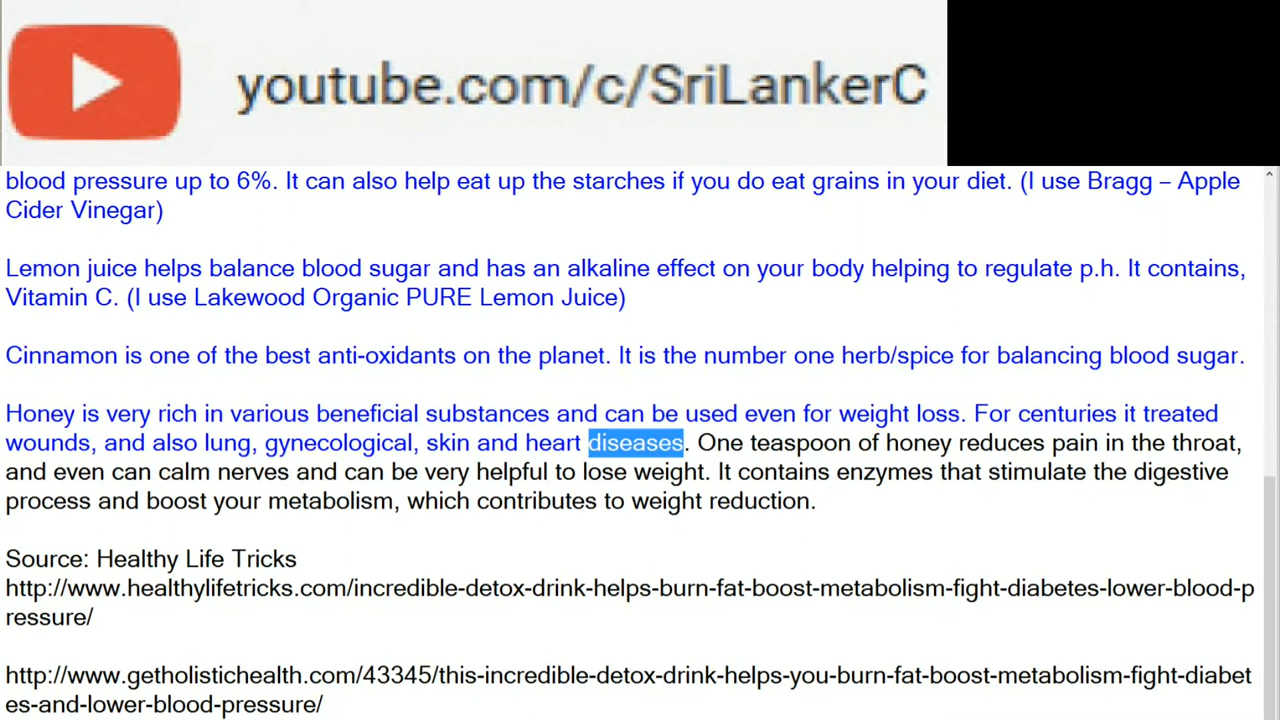 youtube.com/c/SriLankerC
blood pressure up to 6%. It can also help eat up the starches if you do eat grains in your diet. (I use Bragg – Apple
Cider Vinegar)
Lemon juice helps balance blood sugar and has an alkaline effect on your body helping to regulate p.h. It contains,
Vitamin C. (I use Lakewood Organic PURE Lemon Juice)
Cinnamon is one of the best anti-oxidants on the planet. It is the number one herb/spice for balancing blood sugar.
Honey is very rich in various beneficial substances and can be used even for weight loss. For centuries it treated
wounds, and also lung, gynecological, skin and heart diseases. One teaspoon of honey reduces pain in the throat,
and even can calm nerves and can be very helpful to lose weight. It contains enzymes that stimulate the digestive
process and boost your metabolism, which contributes to weight reduction.
Source: Healthy Life Tricks
http://www.healthylifetricks.com/incredible-detox-drink-helps-burn-fat-boost-metabolism-fight-diabetes-lower-blood-p
ressure/
http://www.getholistichealth.com/43345/this-incredible-detox-drink-helps-you-burn-fat-boost-metabolism-fight-diabet
es-and-lower-blood-pressure/